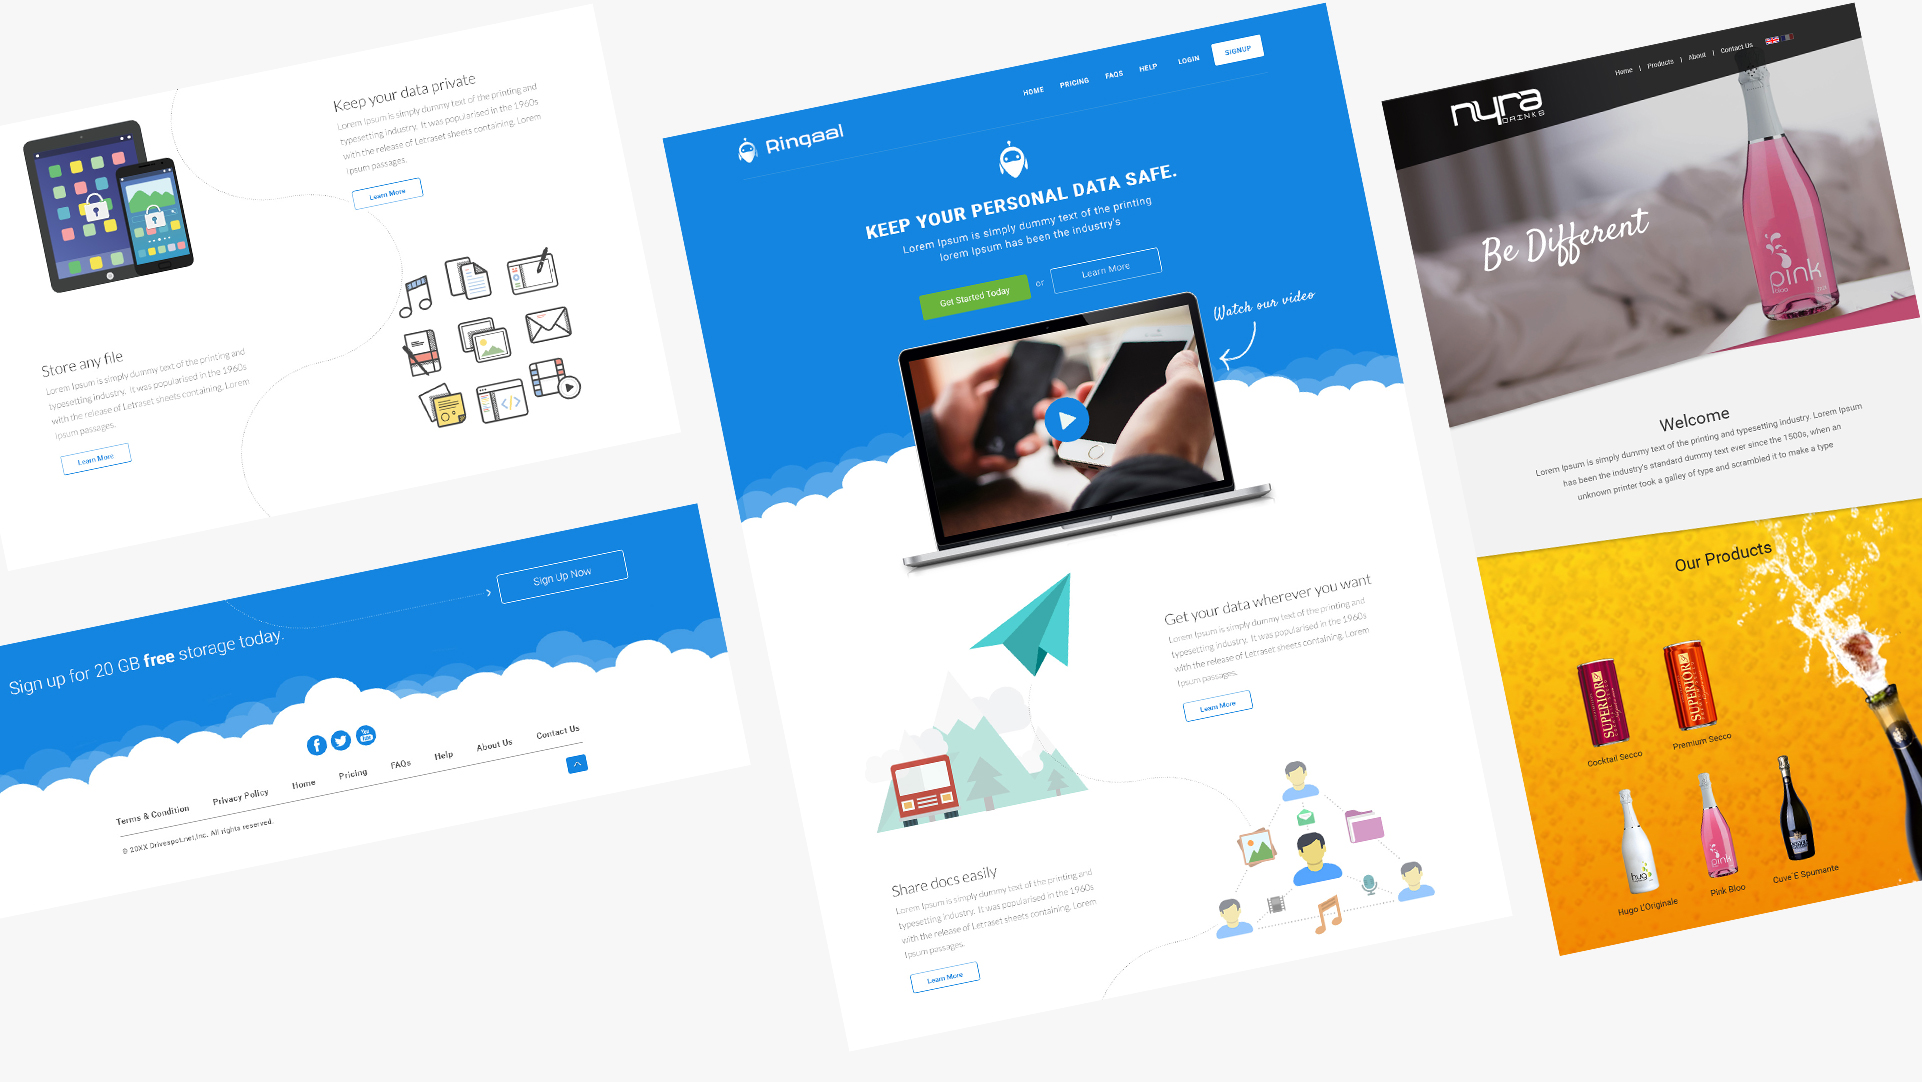 Keep your data private
Lorem Ipsum is simply dummy text of the printing and
typesetting industry. It was popularised in the 1960s
with the release of Letraset sheets containing, Lorem
Ipsum passages.
Learn More
Store any file
Lorem Ipsum is simply dummy text of the printing and
typesetting industry. It was popularised in the 1960s
with the release of Letraset sheets containing, Lorem
Ipsum passages.
Learn More
Sign Up Now
Sign up for 20 GB free storage today.
You
Tube
Terms & Condition
Privacy Policy
Home
Pricing
FAQs
Help
About Us
Contact Us
© 20XX Drivespot.net,Inc. All rights reserved.
HOME
PRICING
FAQS
HELP
LOGIN
SIGNUP
Ringaal
KEEP YOUR PERSONAL DATA SAFE.
Lorem Ipsum is simply dummy text of the printing
lorem Ipsum has been the industry's
Get Started Today
or
Learn More
Watch our video
Get your data wherever you want
Lorem Ipsum is simply dummy text of the printing and
typesetting industry. It was popularised in the 1960s
with the release of Letraset sheets containing, Lorem
Ipsum passages.
Learn More
Share docs easily
Lorem Ipsum is simply dummy text of the printing and
typesetting industry. It was popularised in the 1960s
with the release of Letraset sheets containing, Lorem
Ipsum passages.
Learn More
Home | Products | About | Contact Us
nyra
DRINKS
Be Different
pink
Welcome
Lorem Ipsum is simply dummy text of the printing and typesetting industry. Lorem Ipsum
has been the industry's standard dummy text ever since the 1500s, when an
unknown printer took a galley of type and scrambled it to make a type
Our Products
SUPERIOR
SUPERIOR
Cocktail Secco
Premium Secco
hugo
pink
Hugo L'Originale
Pink Bloo
Cuve E Spumante